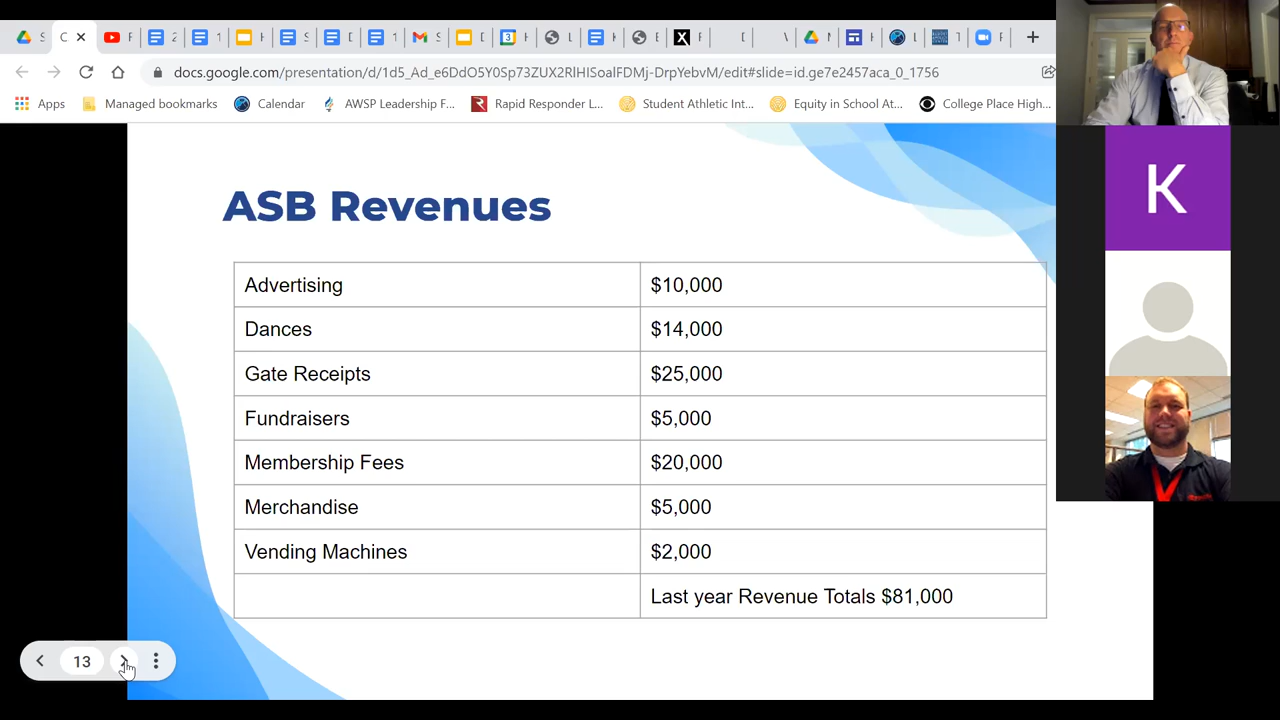 docs.google.com/presentation/d/1d5_Ad_e6DdO5Y0Sp73ZUX2RlHISoalFDMj-DrpYebvM/edit#slide=id.ge7e2457aca_0_1756
Apps Managed bookmarks Calendar AWSP Leadership F... Rapid Responder L... Student Athletic Int... Equity in School At... College Place High...
K
ASB Revenues
Advertising $10,000
Dances $14,000
Gate Receipts $25,000
Fundraisers $5,000
Membership Fees $20,000
Merchandise $5,000
Vending Machines $2,000
Last year Revenue Totals $81,000
13